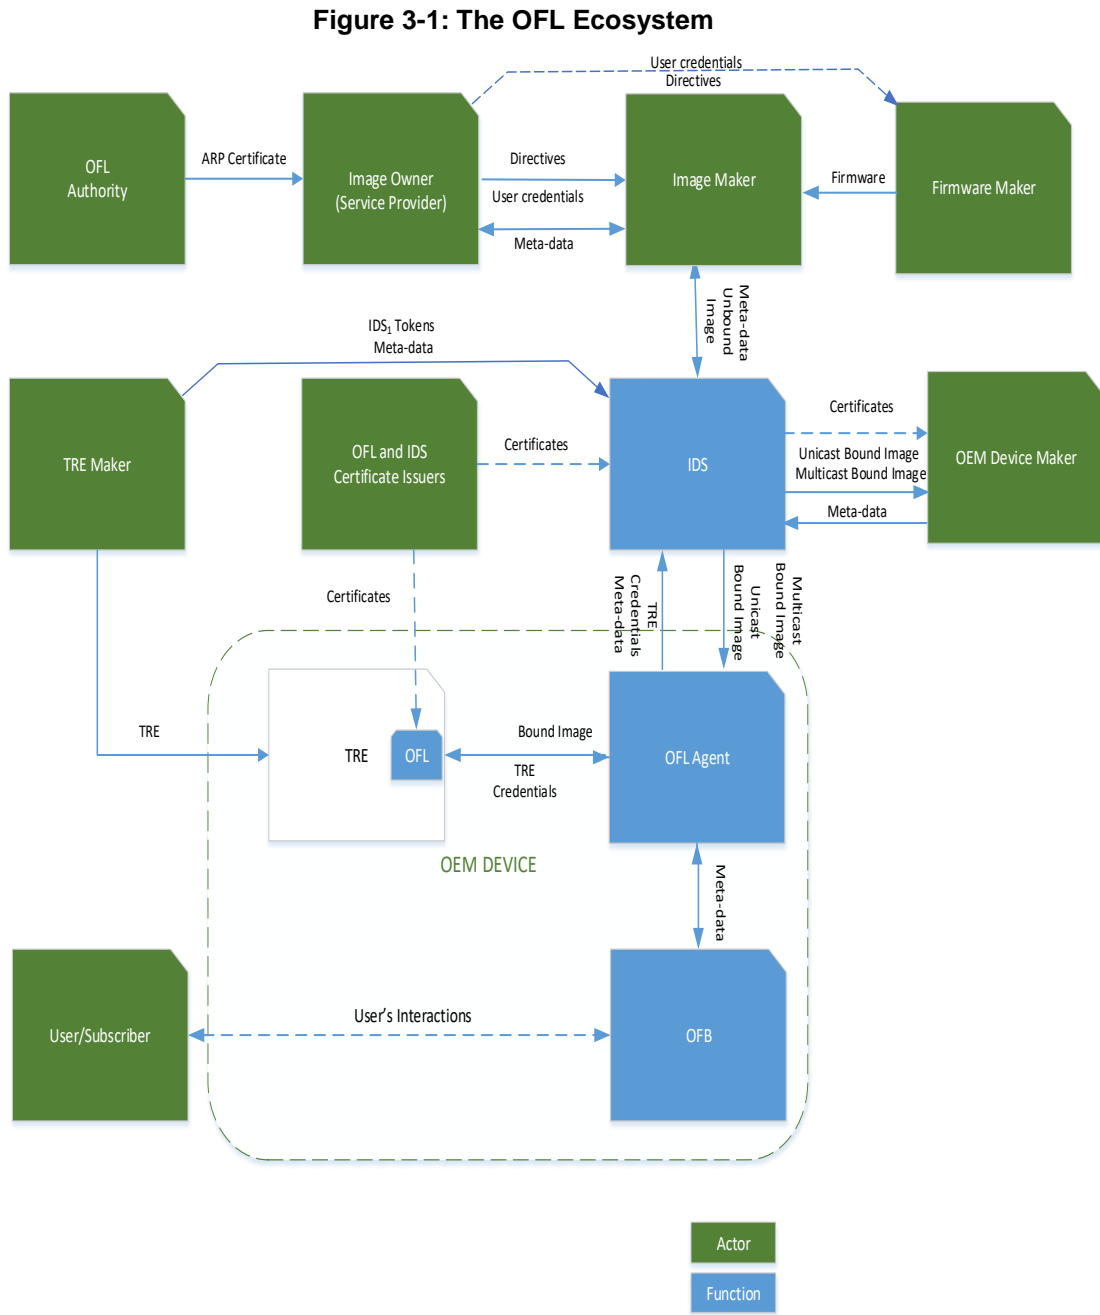 Figure 3-1: The OFL Ecosystem
User credentials
Directives
OFL
Authority
ARP Certificate
Image Owner
(Service Provider)
Directives
User credentials
Meta-data
Image Maker
Firmware
Firmware Maker
Meta-data
Unbound
Image
IDS₁ Tokens
Meta-data
TRE Maker
OFL and IDS
Certificate Issuers
Certificates
IDS
Certificates
Unicast Bound Image
Multicast Bound Image
Meta-data
OEM Device Maker
Certificates
TRE
Credentials
Meta-data
Unicast
Bound Image
Multicast
Bound Image
TRE
TRE
OFL
Bound Image
TRE
Credentials
OFL Agent
OEM DEVICE
Meta-data
User/Subscriber
User's Interactions
OFB
Actor
Function